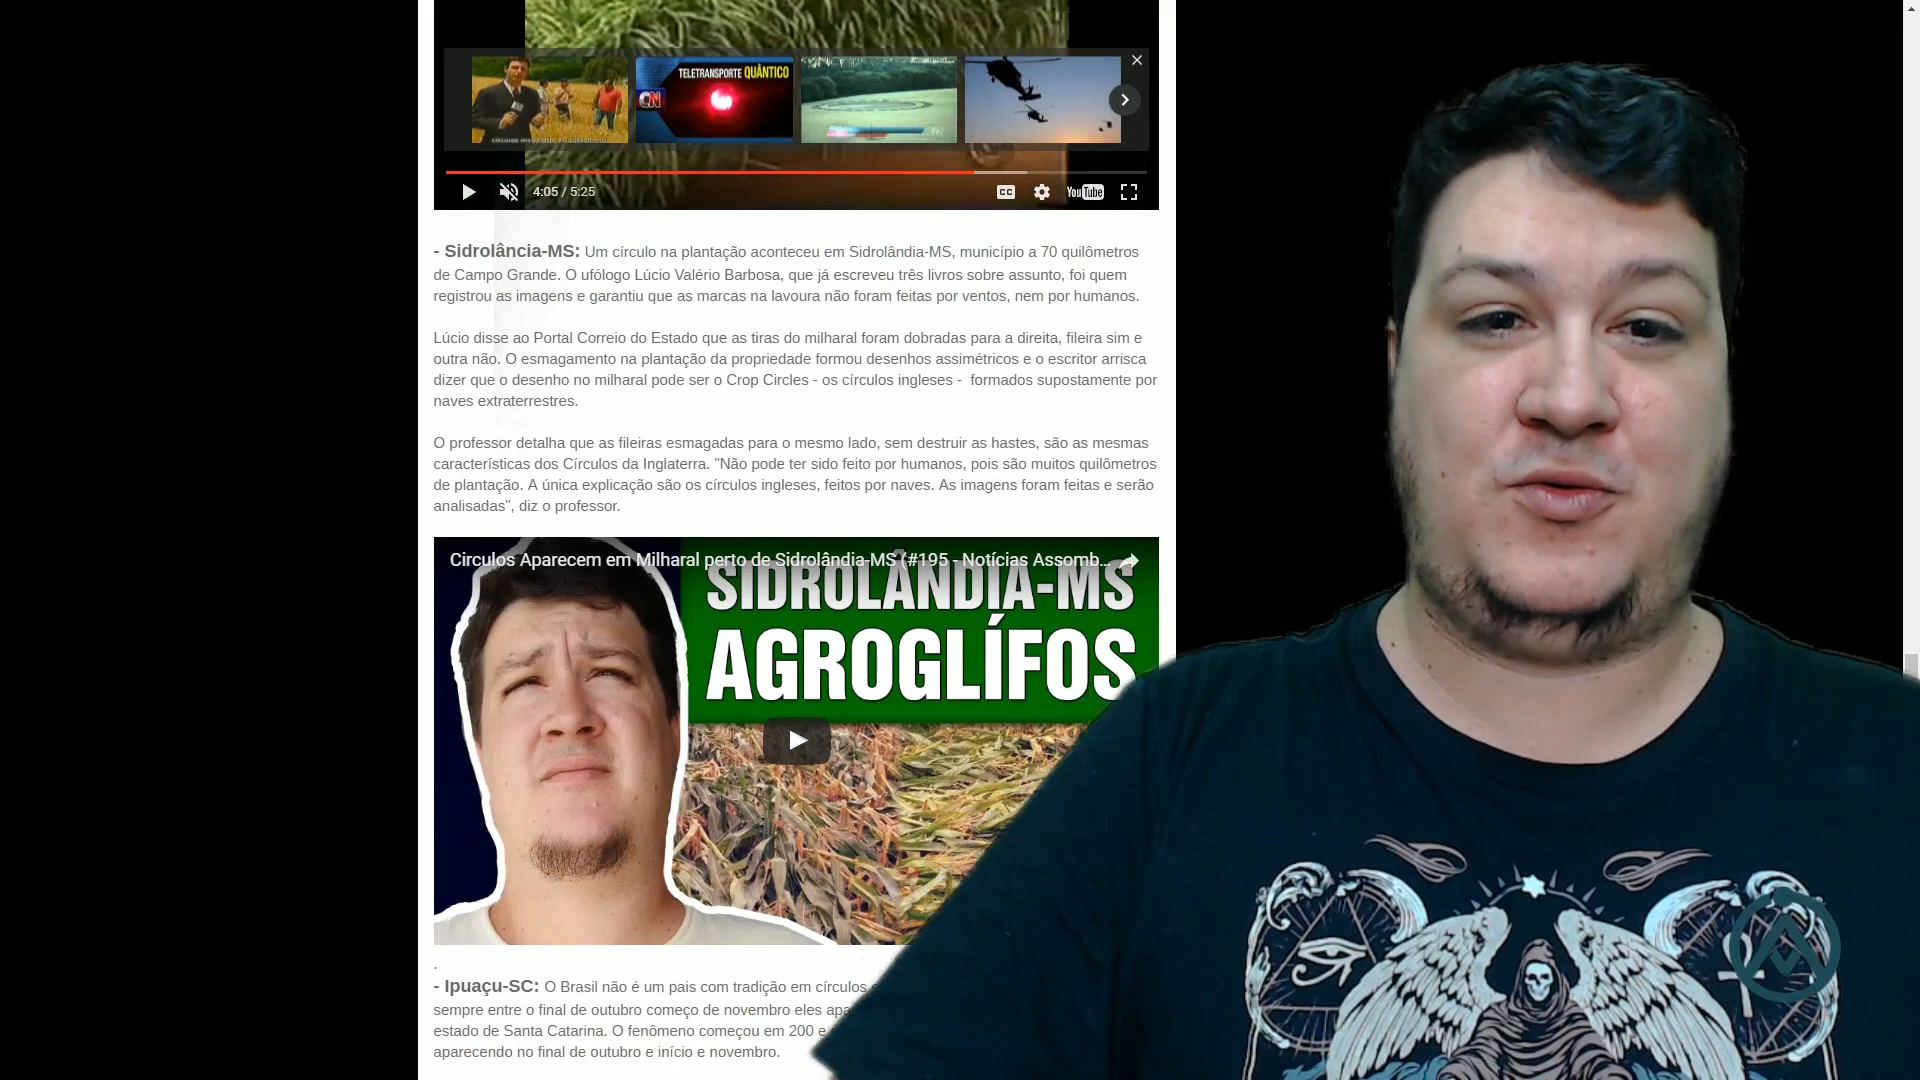 TELETRANSPORTE QUÂNTICO
CN
4:05 / 5:25
CC
YouTube
- Sidrolância-MS: Um círculo na plantação aconteceu em Sidrolândia-MS, município a 70 quilômetros
de Campo Grande. O ufólogo Lúcio Valério Barbosa, que já escreveu três livros sobre assunto, foi quem
registrou as imagens e garantiu que as marcas na lavoura não foram feitas por ventos, nem por humanos.
Lúcio disse ao Portal Correio do Estado que as tiras do milharal foram dobradas para a direita, fileira sim e
outra não. O esmagamento na plantação da propriedade formou desenhos assimétricos e o escritor arrisca
dizer que o desenho no milharal pode ser o Crop Circles - os círculos ingleses - formados supostamente por
naves extraterrestres.
O professor detalha que as fileiras esmagadas para o mesmo lado, sem destruir as hastes, são as mesmas
características dos Círculos da Inglaterra. "Não pode ter sido feito por humanos, pois são muitos quilômetros
de plantação. A única explicação são os círculos ingleses, feitos por naves. As imagens foram feitas e serão
analisadas", diz o professor.
Circulos Aparecem em Milharal perto de Sidrolândia-MS (#195 - Notícias Assomb...
SIDROLÂNDIA-MS
AGROGLÍFOS
.
- Ipuaçu-SC: O Brasil não é um pais com tradição em círculos
sempre entre o final de outubro começo de novembro eles
estado de Santa Catarina. O fenômeno começou em 200 e
aparecendo no final de outubro e início e novembro.